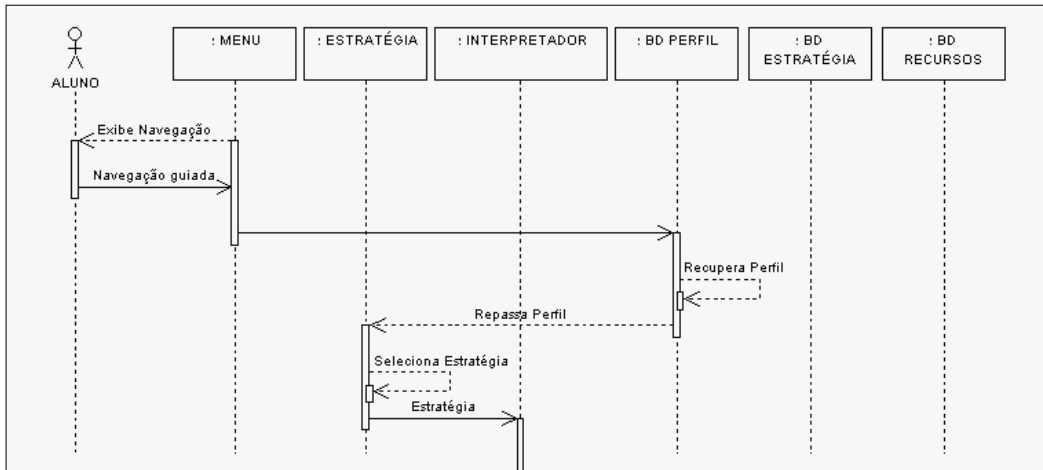 : MENU
: ESTRATÉGIA
: INTERPRETADOR
: BD PERFIL
: BD
ESTRATÉGIA
: BD
RECURSOS
ALUNO
Exibe Navegação
Navegação guiada
Recupera Perfil
Repassa Perfil
Seleciona Estratégia
Estratégia